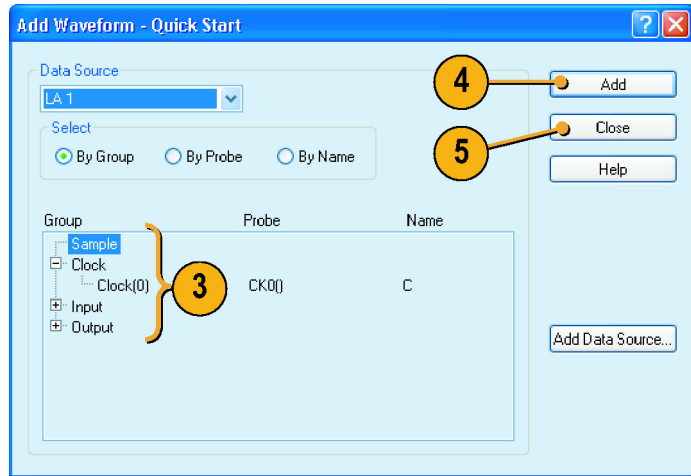 Add Waveform - Quick Start
?
Data Source
LA 1
Select
By Group By Probe By Name
4
Add
5
Close
Help
Group Probe Name
Sample
Clock
Clock(0) CK0() C
Input
Output
3
Add Data Source...